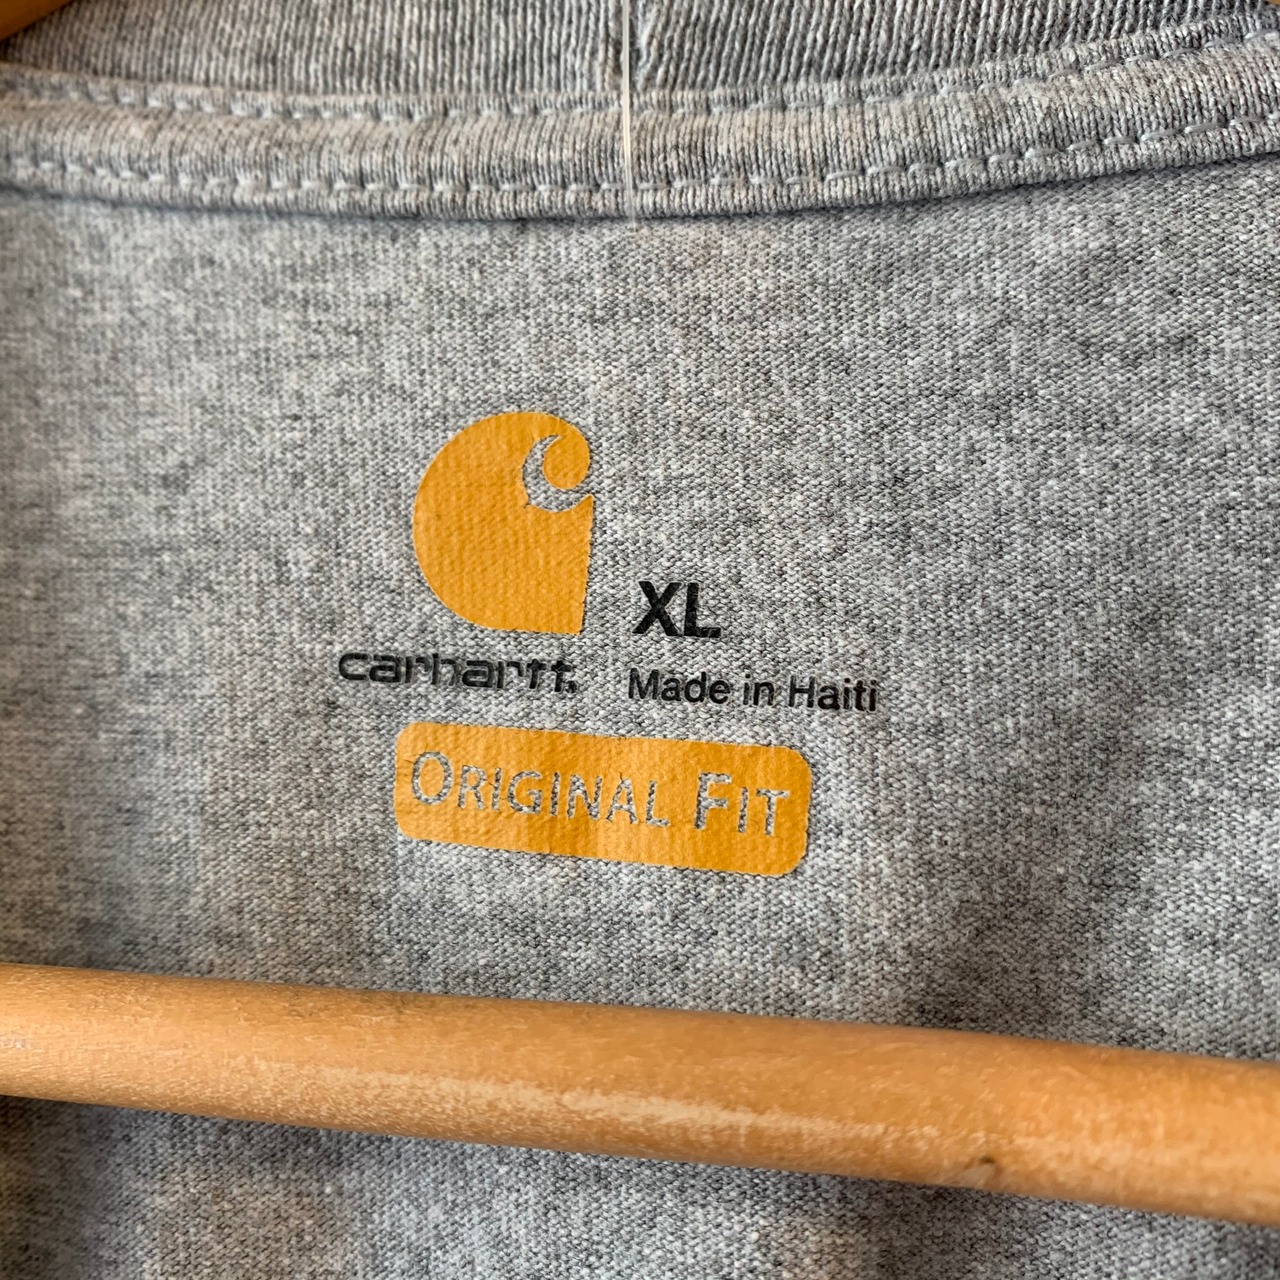 XL
carhartt.
Made in Haiti
ORIGINAL FIT